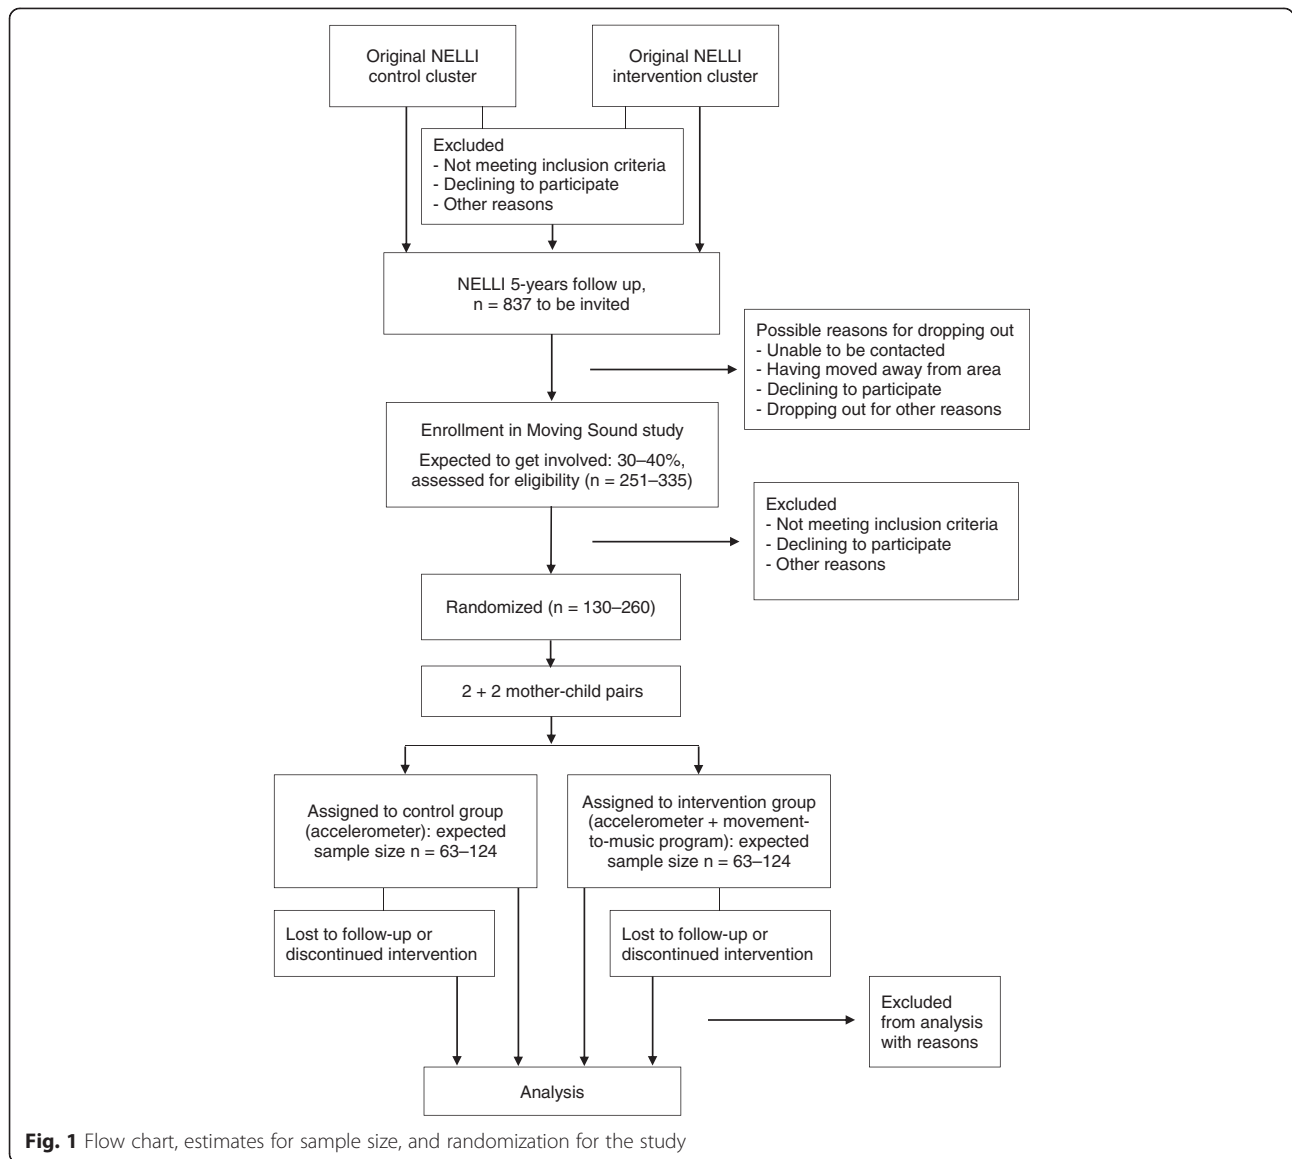 Original NELLI
control cluster
Original NELLI
intervention cluster
Excluded
- Not meeting inclusion criteria
- Declining to participate
- Other reasons
NELLI 5-years follow up,
n = 837 to be invited
Possible reasons for dropping out
- Unable to be contacted
- Having moved away from area
- Declining to participate
- Dropping out for other reasons
Enrollment in Moving Sound study
Expected to get involved: 30–40%,
assessed for eligibility (n = 251–335)
Excluded
- Not meeting inclusion criteria
- Declining to participate
- Other reasons
Randomized (n = 130–260)
2 + 2 mother-child pairs
Assigned to control group
(accelerometer): expected
sample size n = 63–124
Assigned to intervention group
(accelerometer + movement-
to-music program): expected
sample size n = 63–124
Lost to follow-up or
discontinued intervention
Lost to follow-up or
discontinued intervention
Excluded
from analysis
with reasons
Analysis
Fig. 1 Flow chart, estimates for sample size, and randomization for the study